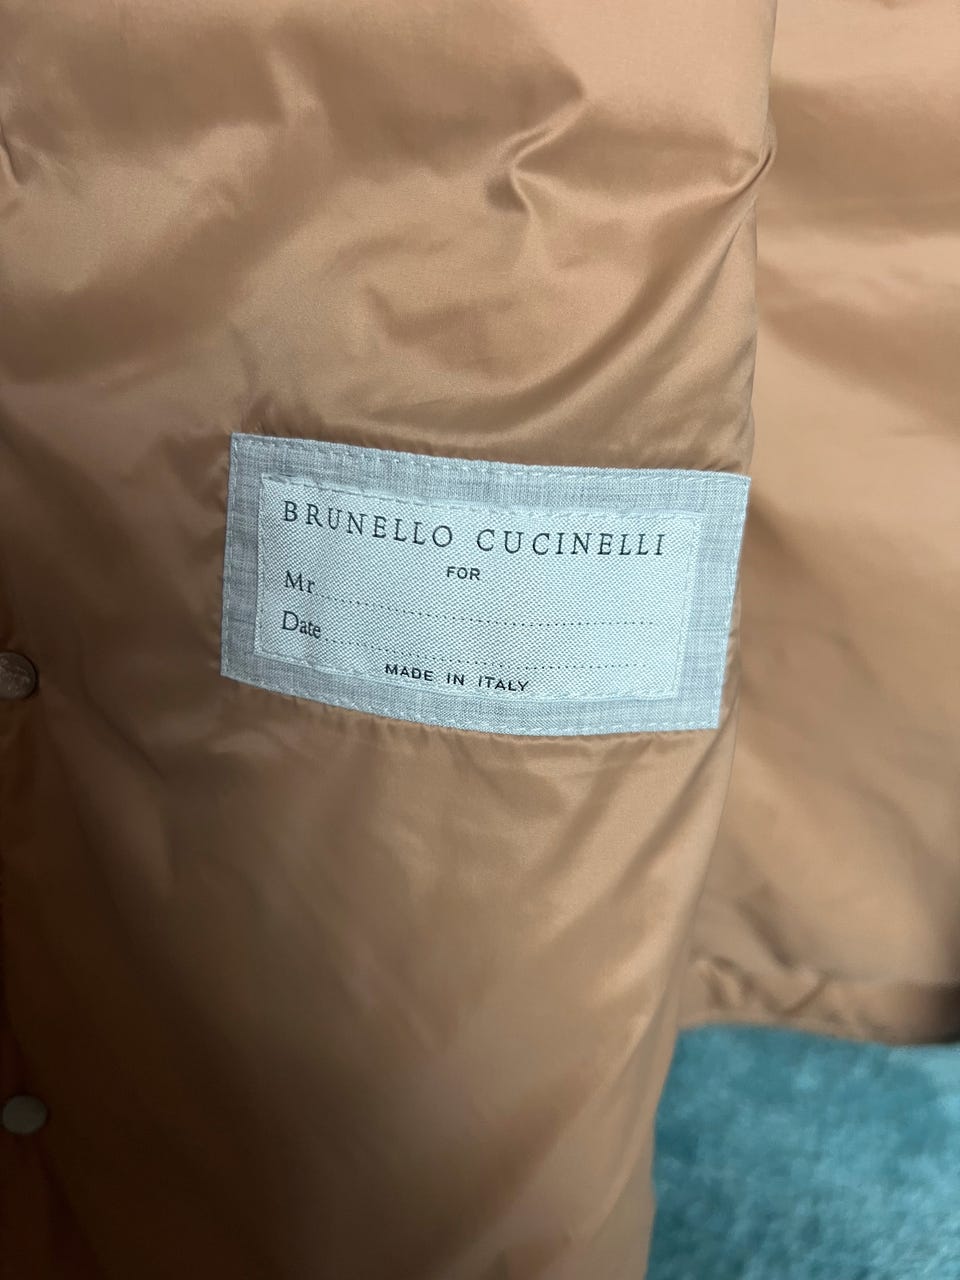 BRUNELLO CUCINELLI
FOR
Mr
Date
MADE IN ITALY